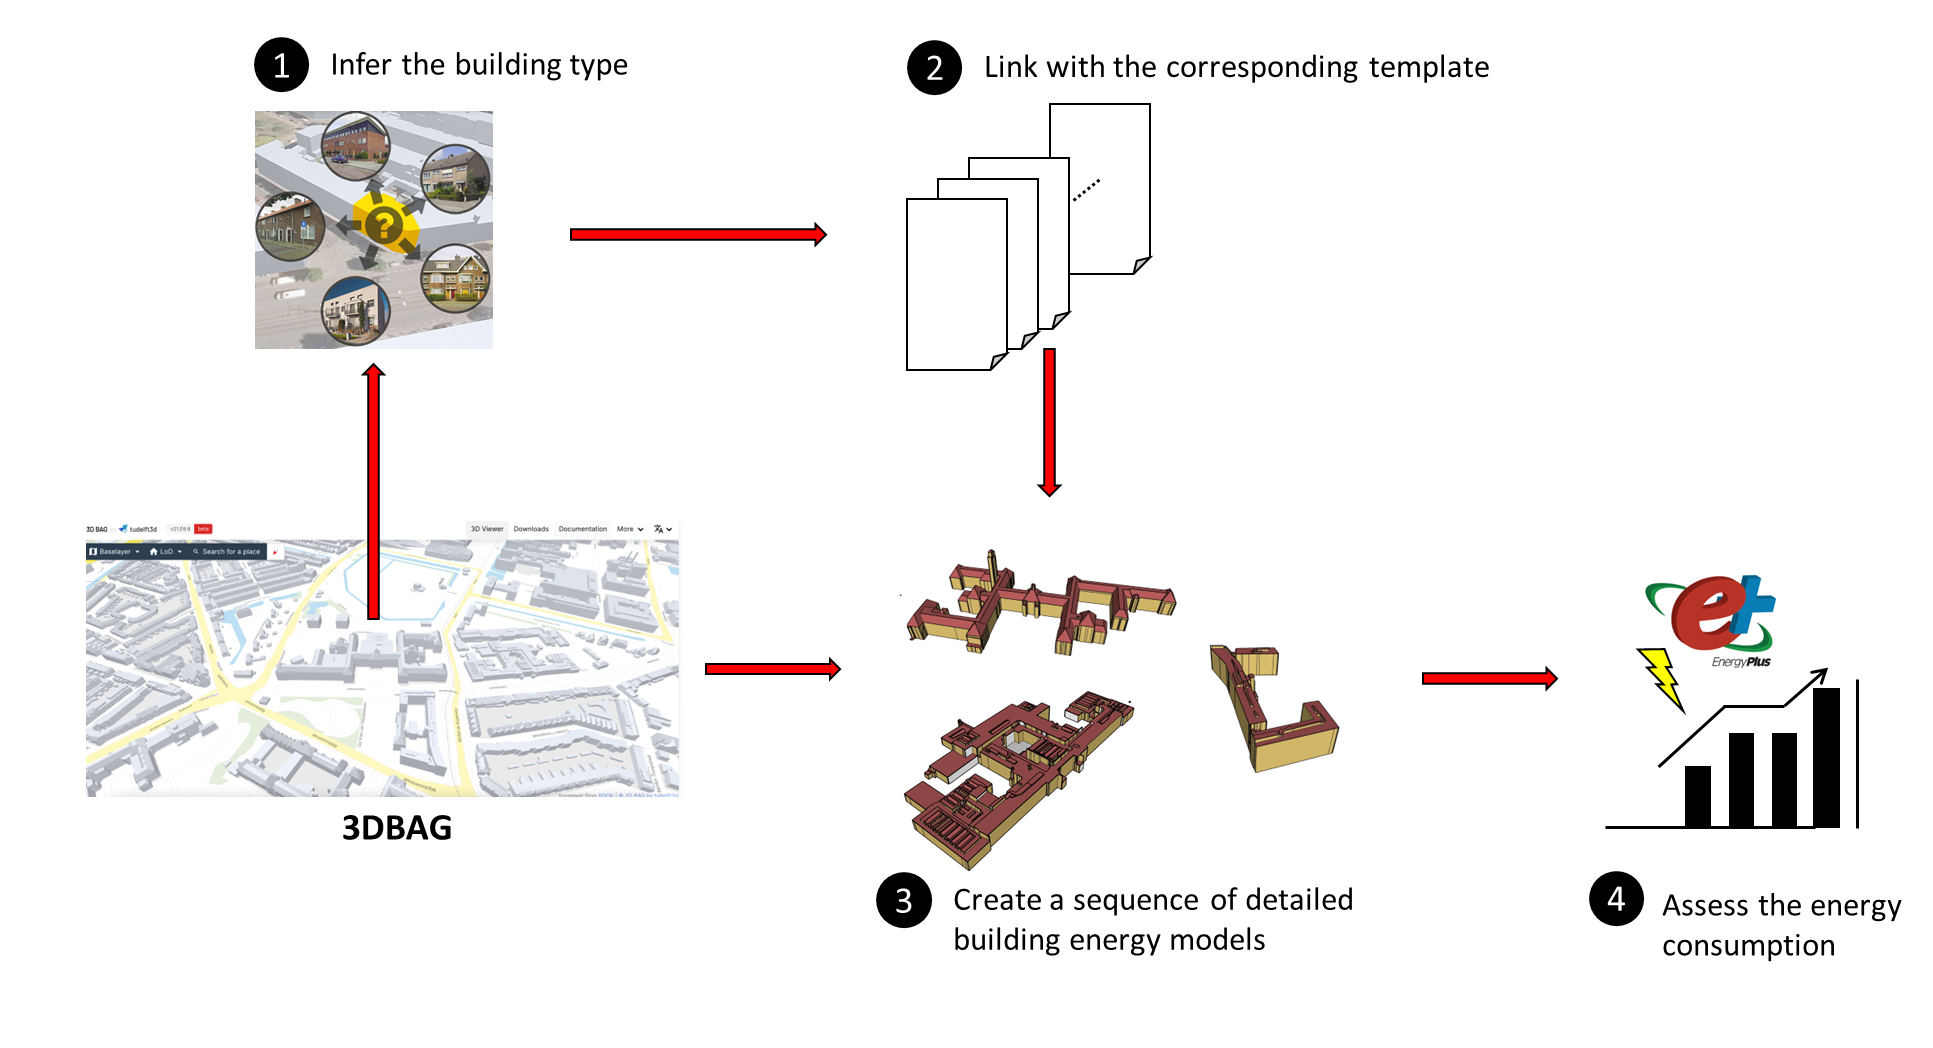 1 Infer the building type
2 Link with the corresponding template
?
3D BAG by tudelft3d v21.09.8 beta
3D Viewer Downloads Documentation More
Baselayer LoD Search for a place
3DBAG
EnergyPlus
3 Create a sequence of detailed
building energy models
4 Assess the energy
consumption